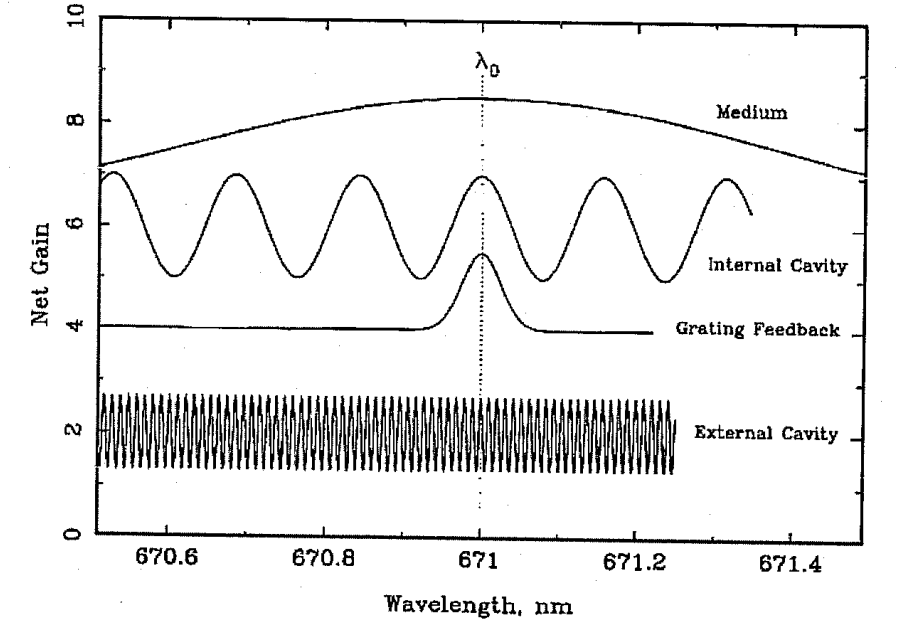 10
λ0
Medium
8
6
Internal Cavity
Net Gain
4
Grating Feedback
2
External Cavity
0
670.6 670.8 671 671.2 671.4
Wavelength, nm